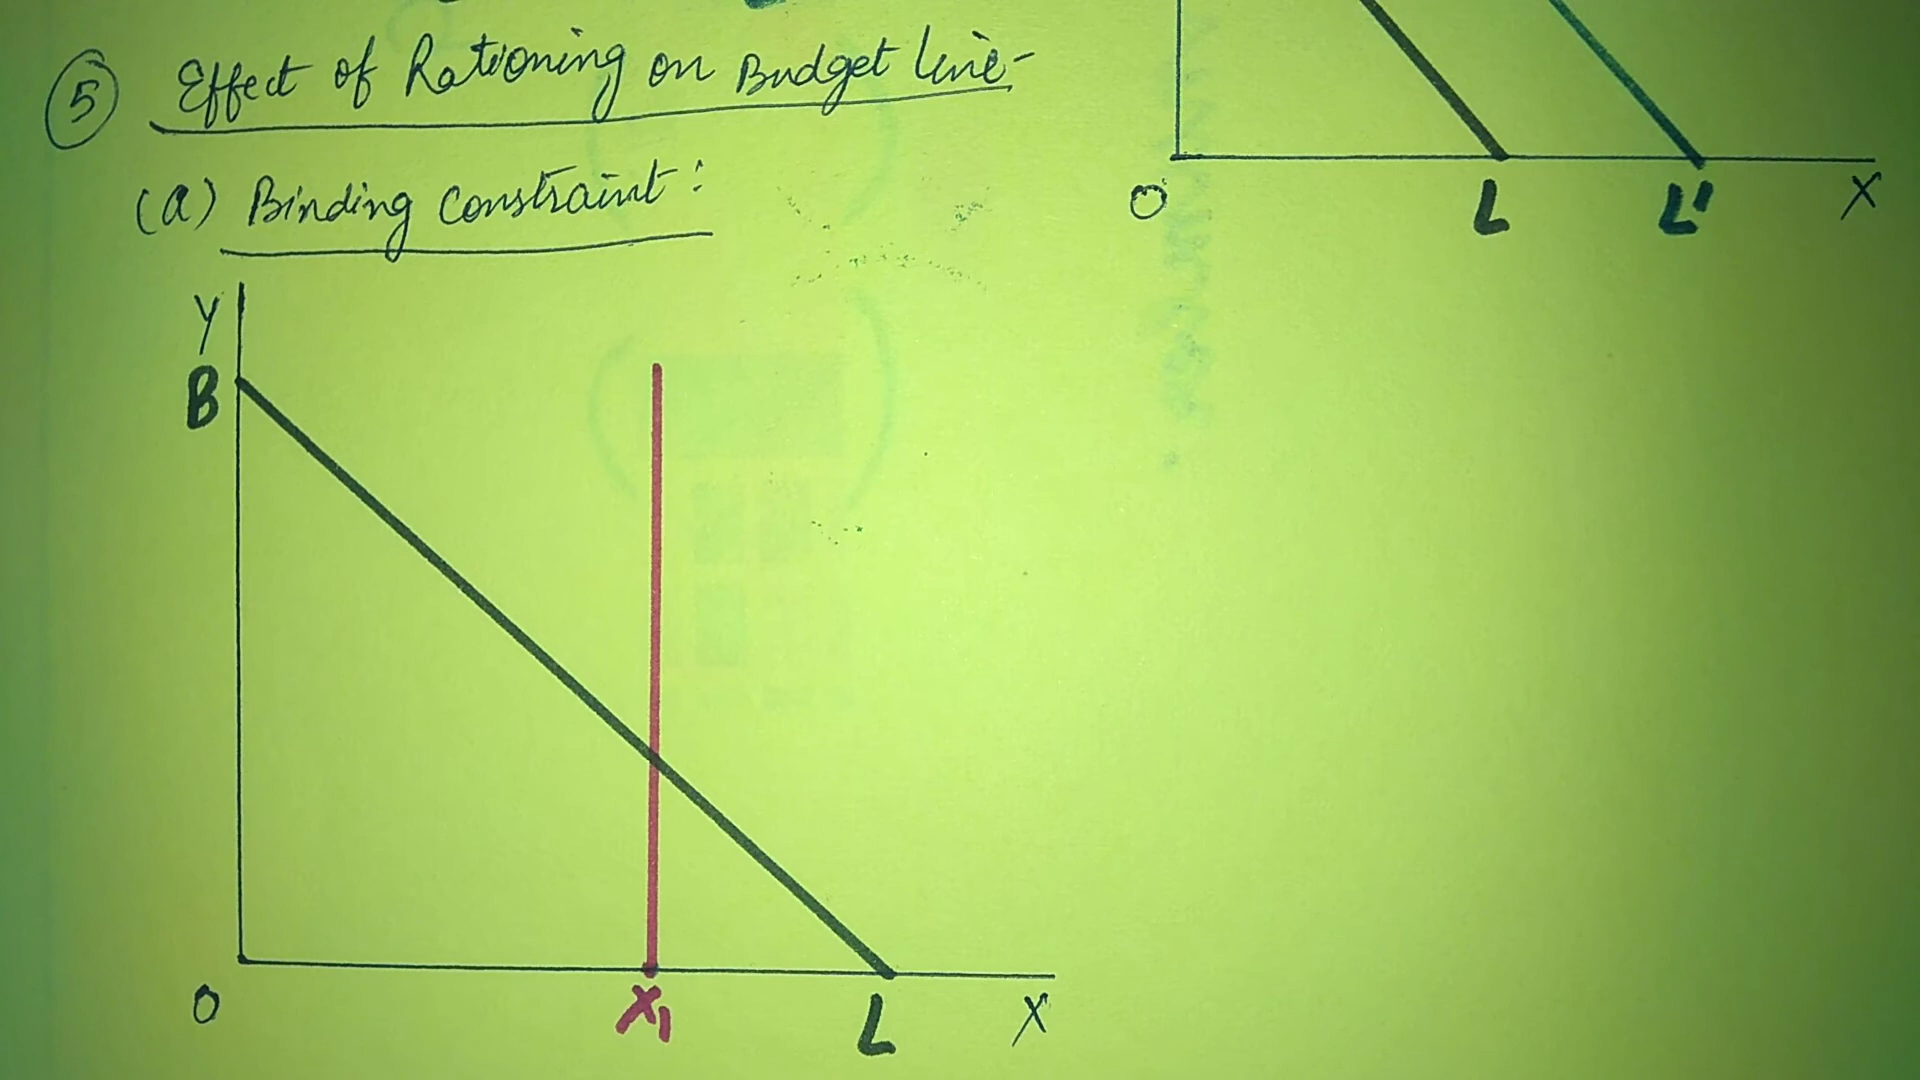 5 Effect of Rationing on Budget line-
(a) Binding constraint:
O L L' X
Y
B
O X1 L X